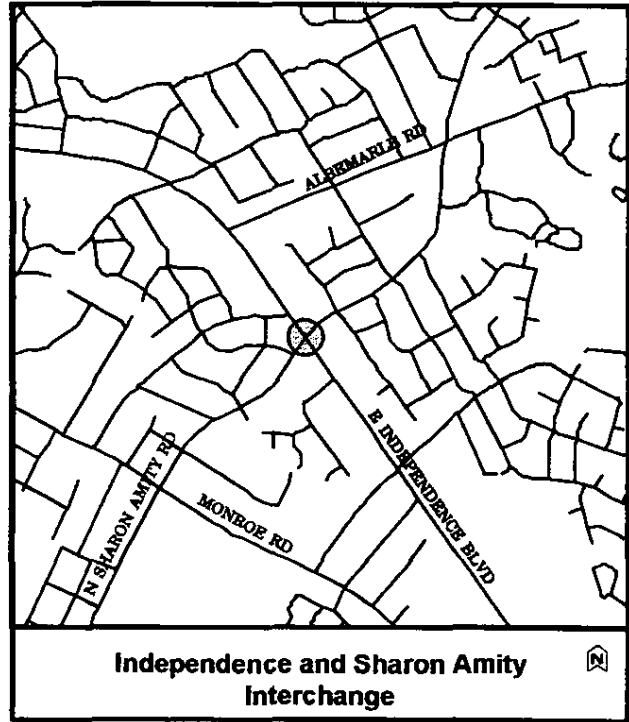 ALBEMARLE RD
E INDEPENDENCE BLVD
N SHARON AMITY RD
MONROE RD
Independence and Sharon Amity
Interchange
N